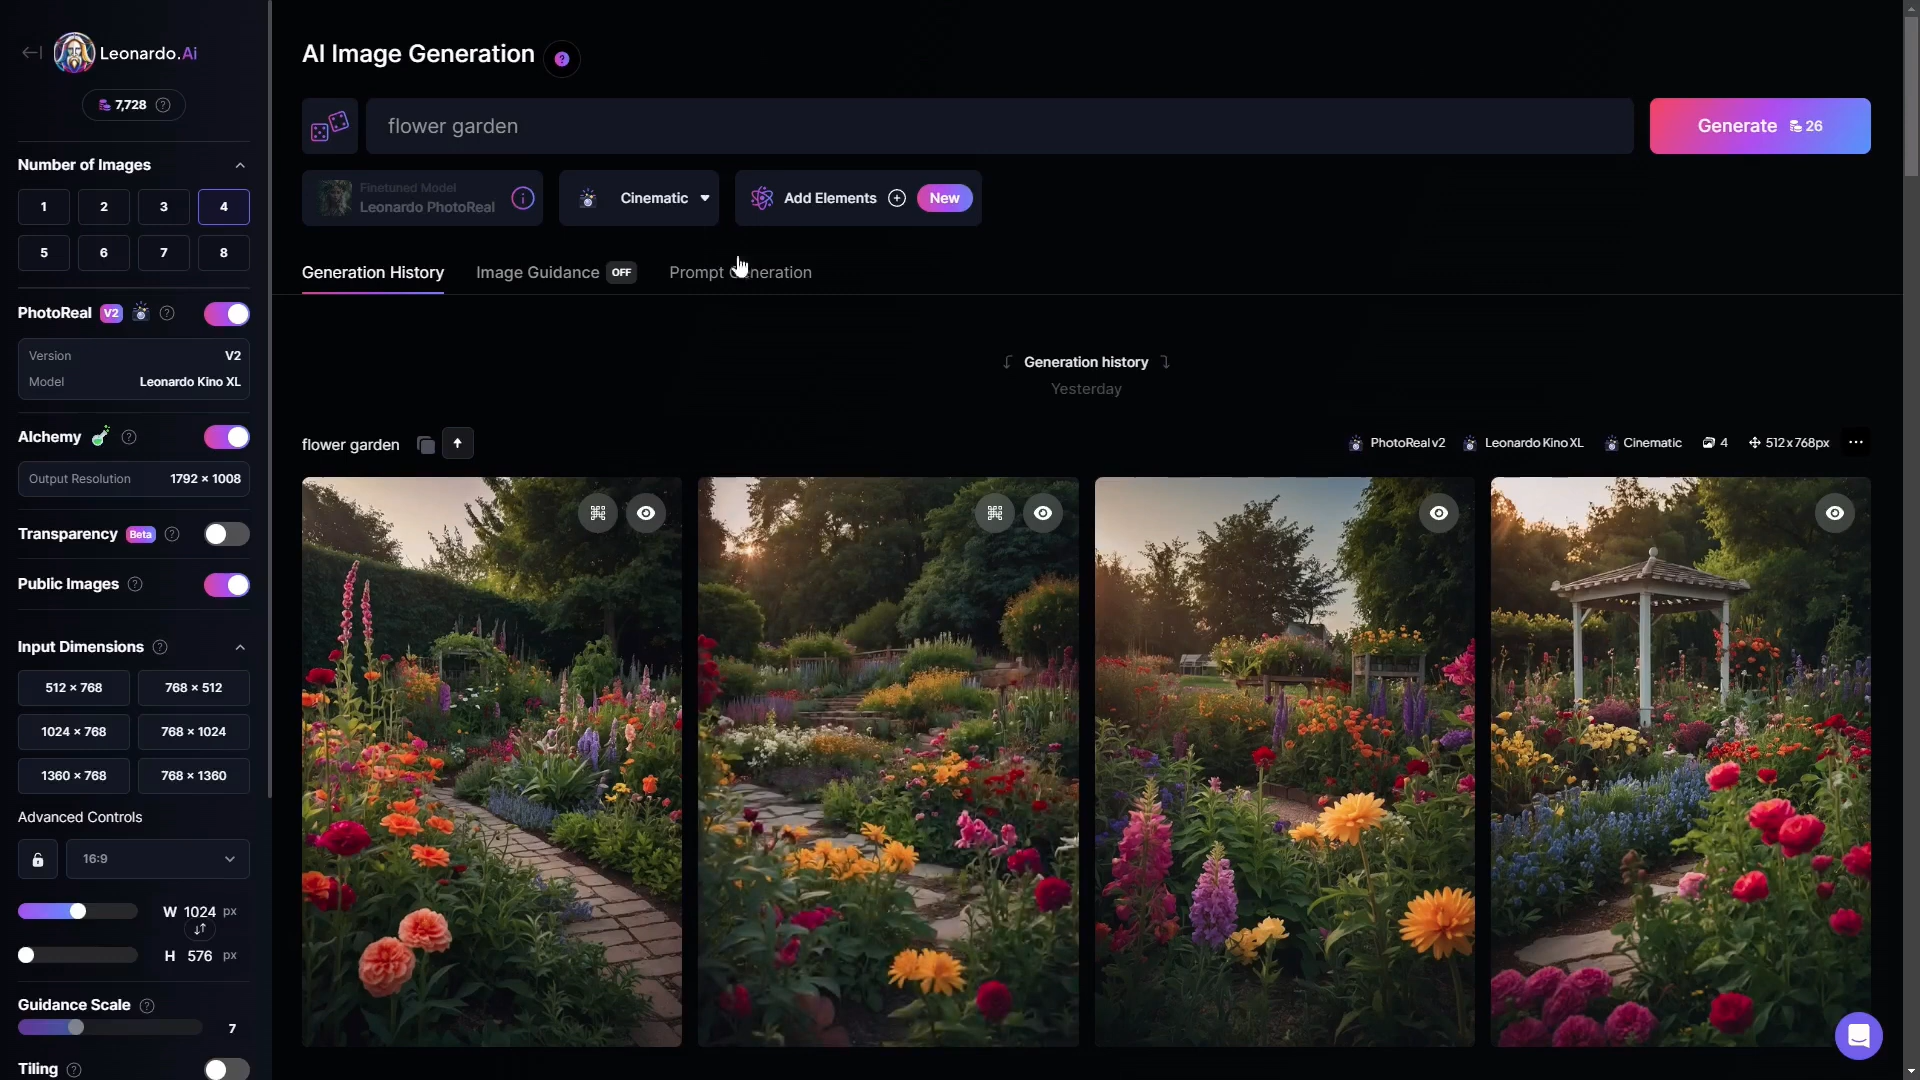 Leonardo.Ai
7,728
Number of Images
1 2 3 4
5 6 7 8
PhotoReal V2
Version V2
Model Leonardo Kino XL
Alchemy
Output Resolution 1792 × 1008
Transparency Beta
Public Images
Input Dimensions
512 × 768 768 × 512
1024 × 768 768 × 1024
1360 × 768 768 × 1360
Advanced Controls
16:9
W 1024 px
H 576 px
Guidance Scale
7
Tiling
AI Image Generation ?
flower garden
Generate 26
Finetuned Model
Leonardo PhotoReal
Cinematic
Add Elements New
Generation History Image Guidance OFF Prompt Generation
Generation history
Yesterday
flower garden
PhotoReal v2 Leonardo Kino XL Cinematic 4 512 x 768px